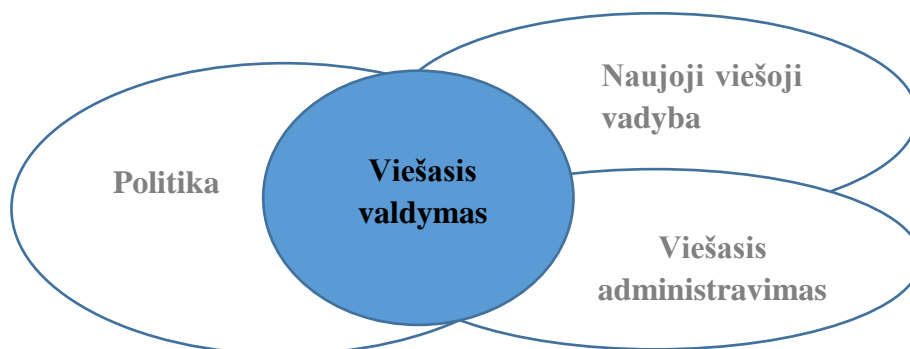 Politika
Viešasis
valdymas
Naujoji viešoji
vadyba
Viešasis
administravimas